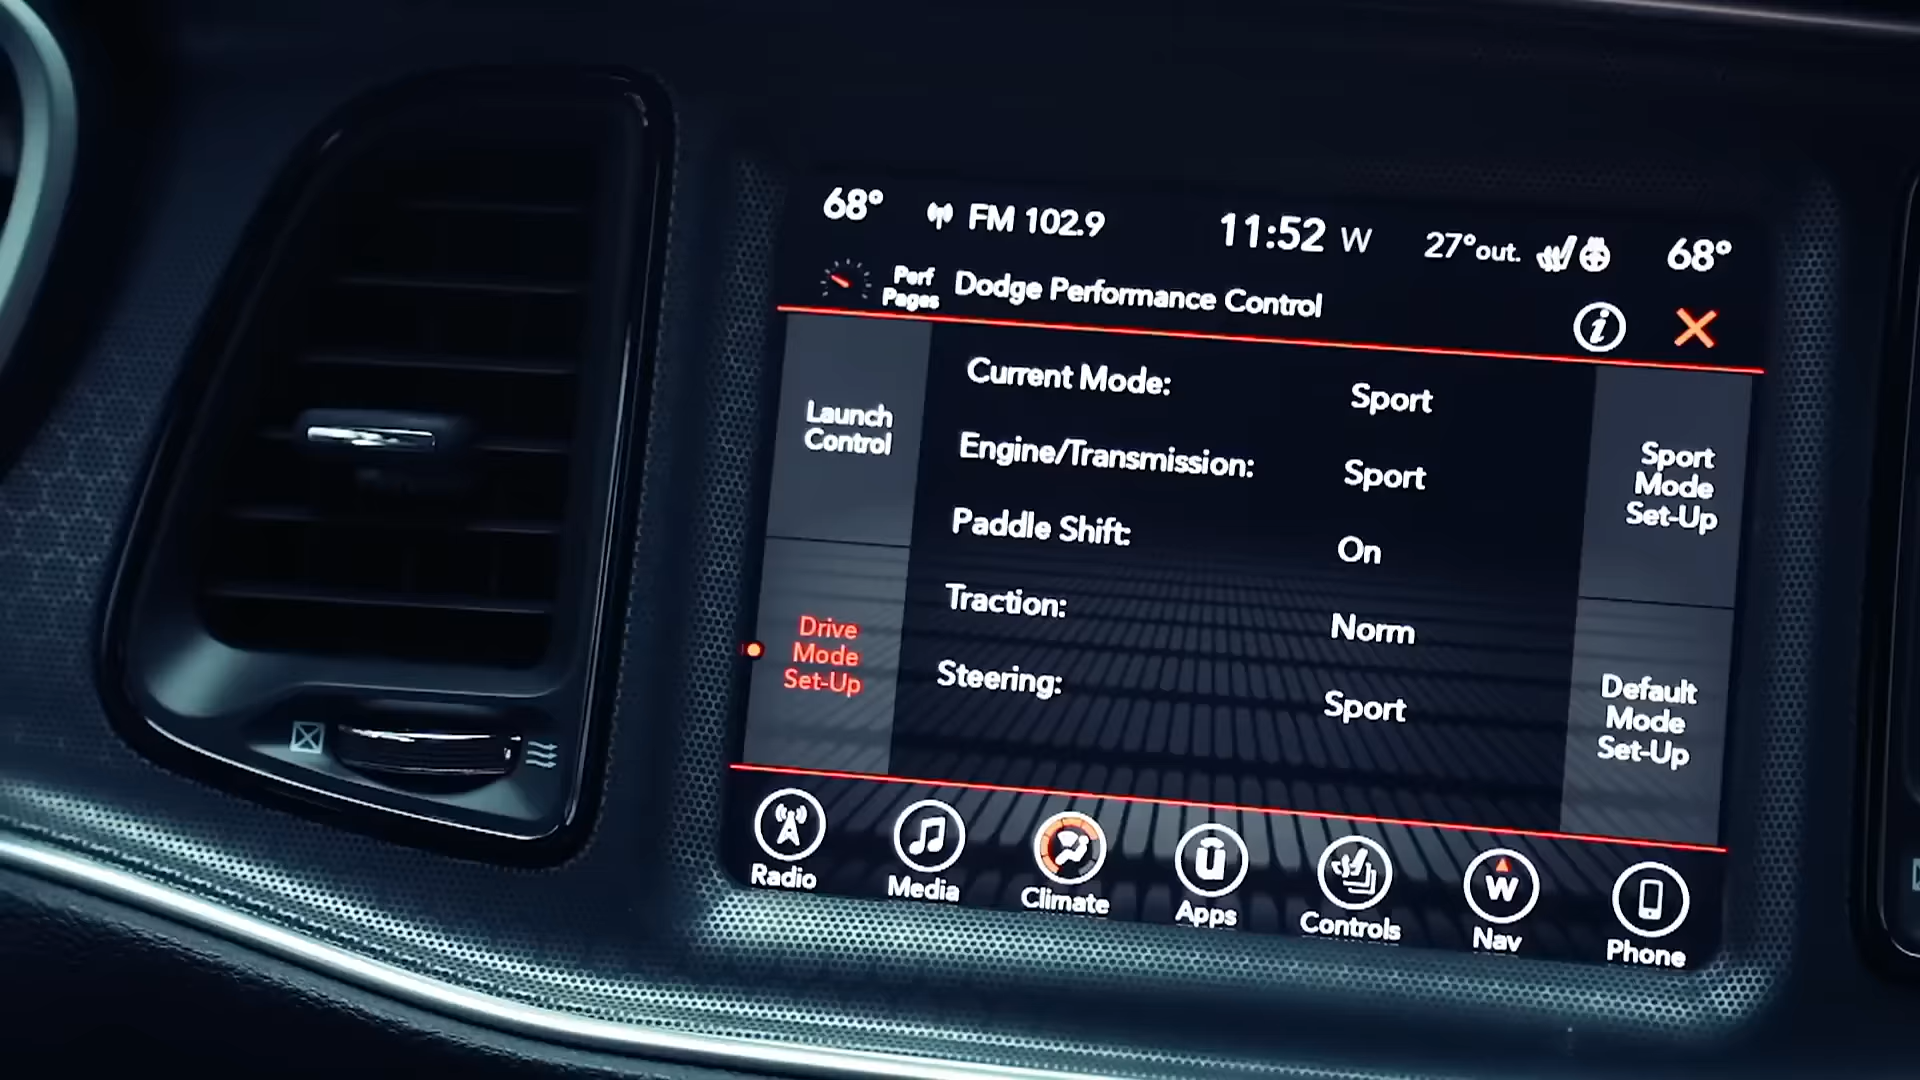 68° FM 102.9 11:52 W 27°out. 68°
Perf
Pages
Dodge Performance Control
Launch
Control
Drive
Mode
Set-Up
Current Mode: Sport
Engine/Transmission: Sport
Paddle Shift: On
Traction: Norm
Steering: Sport
Sport
Mode
Set-Up
Default
Mode
Set-Up
Radio Media Climate Apps Controls W Nav Phone